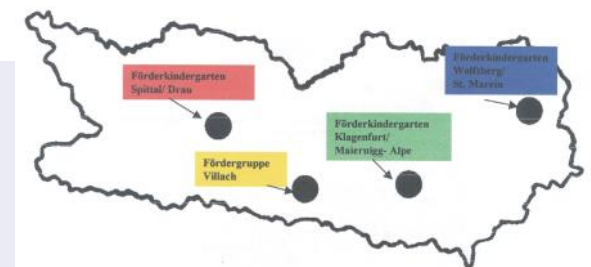 Förderkindergarten
Spittal/ Drau
Fördergruppe
Villach
Förderkindergarten
Klagenfurt/
Maiernigg- Alpe
Förderkindergarten
Wolfsberg/
St. Marein